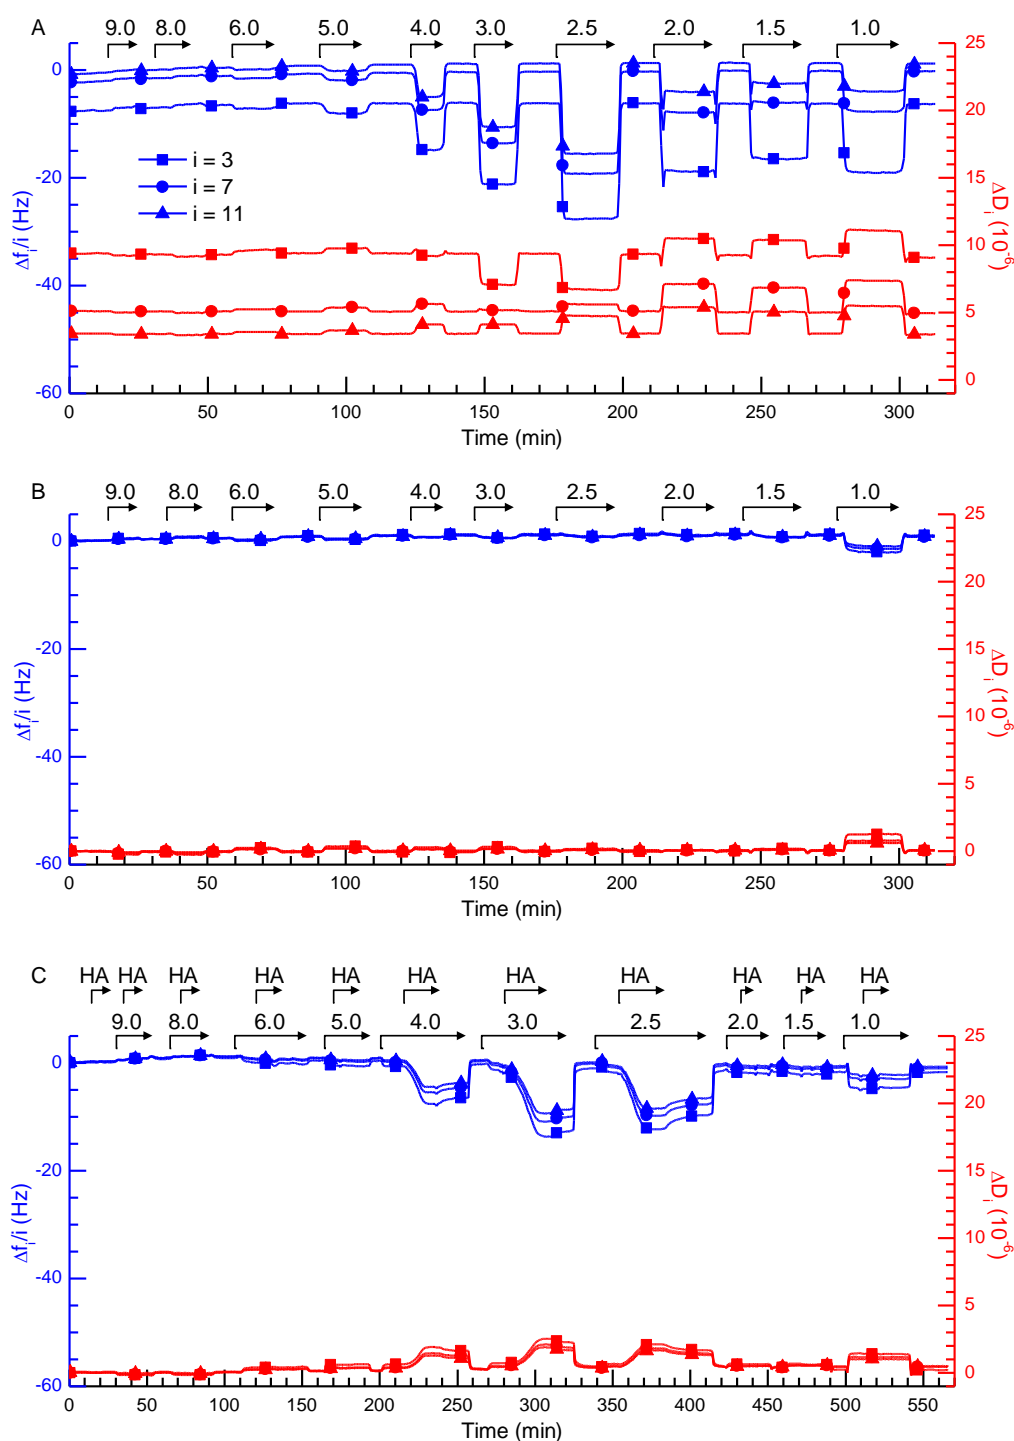 A 9.0 8.0 6.0 5.0 4.0 3.0 2.5 2.0 1.5 1.0
0 -20 -40 -60
Δf_i/i (Hz)
i = 3
i = 7
i = 11
25 20 15 10 5 0
ΔD_i (10^-6)
0 50 100 150 200 250 300
Time (min)
B 9.0 8.0 6.0 5.0 4.0 3.0 2.5 2.0 1.5 1.0
0 -20 -40 -60
Δf_i/i (Hz)
25 20 15 10 5 0
ΔD_i (10^-6)
0 50 100 150 200 250 300
Time (min)
C HA HA HA HA HA HA HA HA HA HA HA
9.0 8.0 6.0 5.0 4.0 3.0 2.5 2.0 1.5 1.0
0 -20 -40 -60
Δf_i/i (Hz)
25 20 15 10 5 0
ΔD_i (10^-6)
0 50 100 150 200 250 300 350 400 450 500 550
Time (min)